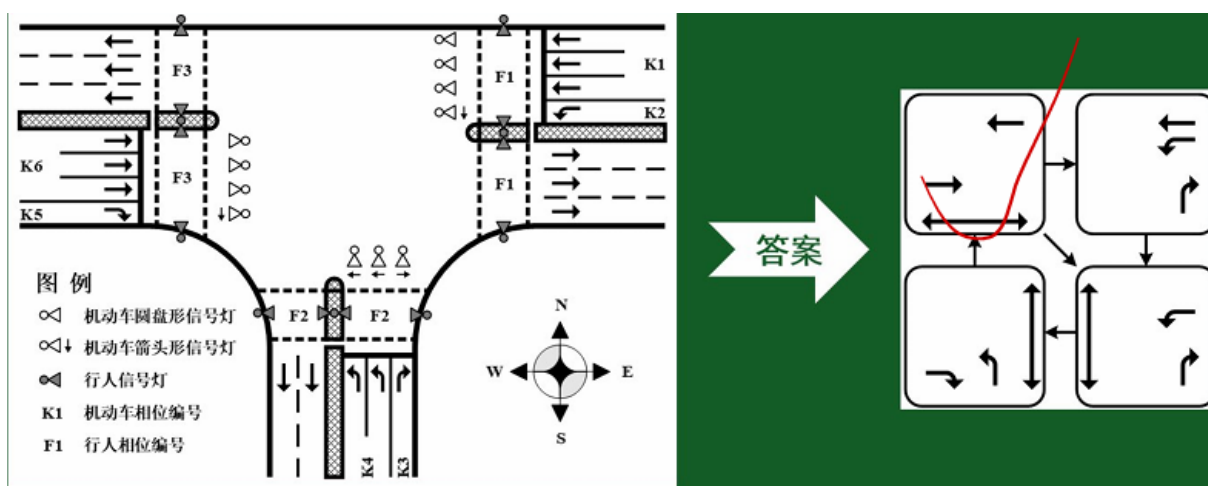 F3
F1
K1
K2
K6
F3
F1
K5
图 例
机动车圆盘形信号灯
机动车箭头形信号灯
行人信号灯
K1 机动车相位编号
F1 行人相位编号
F2
F2
K4
K3
N
W
E
S
答案